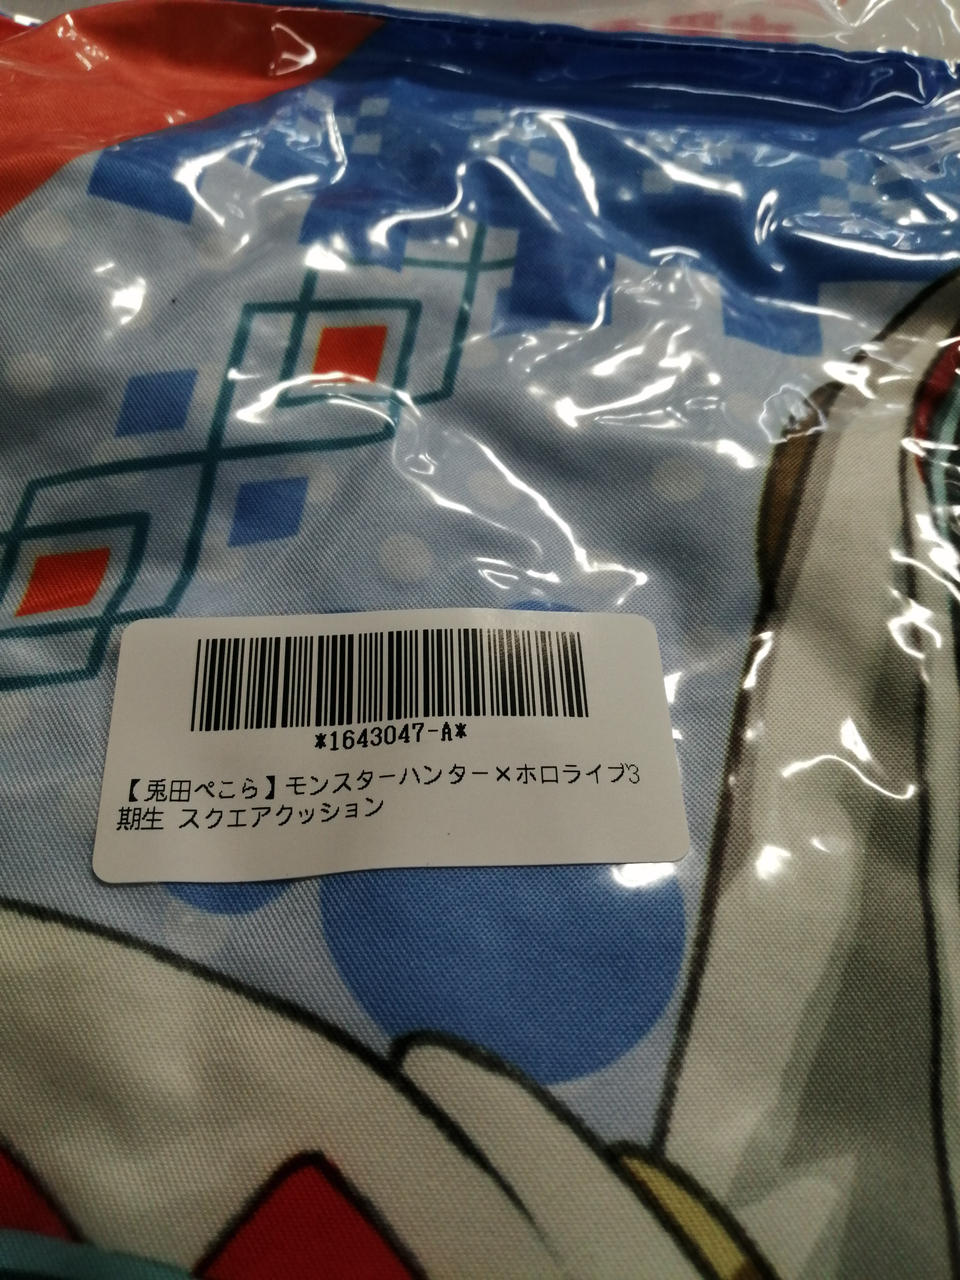 *1643047-A*
【兎田ぺこら】モンスターハンター×ホロライブ3
期生 スクエアクッション